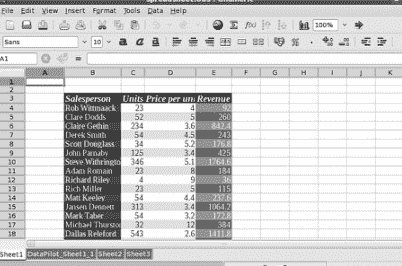 File Edit View Insert Format Tools Data Help
100%
Sans 10
A1
A B C D E F G H I J K
1
2
3 Salesperson Units Price per uni Revenue
4 Rob Wittmaack 23 4 92
5 Clare Dodds 52 5 260
6 Claire Gethin 234 3.6 842.4
7 Derek Smith 54 4.5 243
8 Scott Douglass 34 5.2 176.8
9 John Parnaby 125 3.4 425
10 Steve Withringto 346 5.1 1764.6
11 Adam Roman 23 8 184
12 Richard Riley 4 9 36
13 Rich Miller 23 5 115
14 Matt Keeley 54 4.4 237.6
15 Jansen Dennett 313 3.4 1064.2
16 Mark Taber 54 3.2 172.8
17 Michael Thurston 32 12 384
18 Dallas Releford 543 2.6 1411.8
Sheet1 DataPilot_Sheet1_1 Sheet2 Sheet3